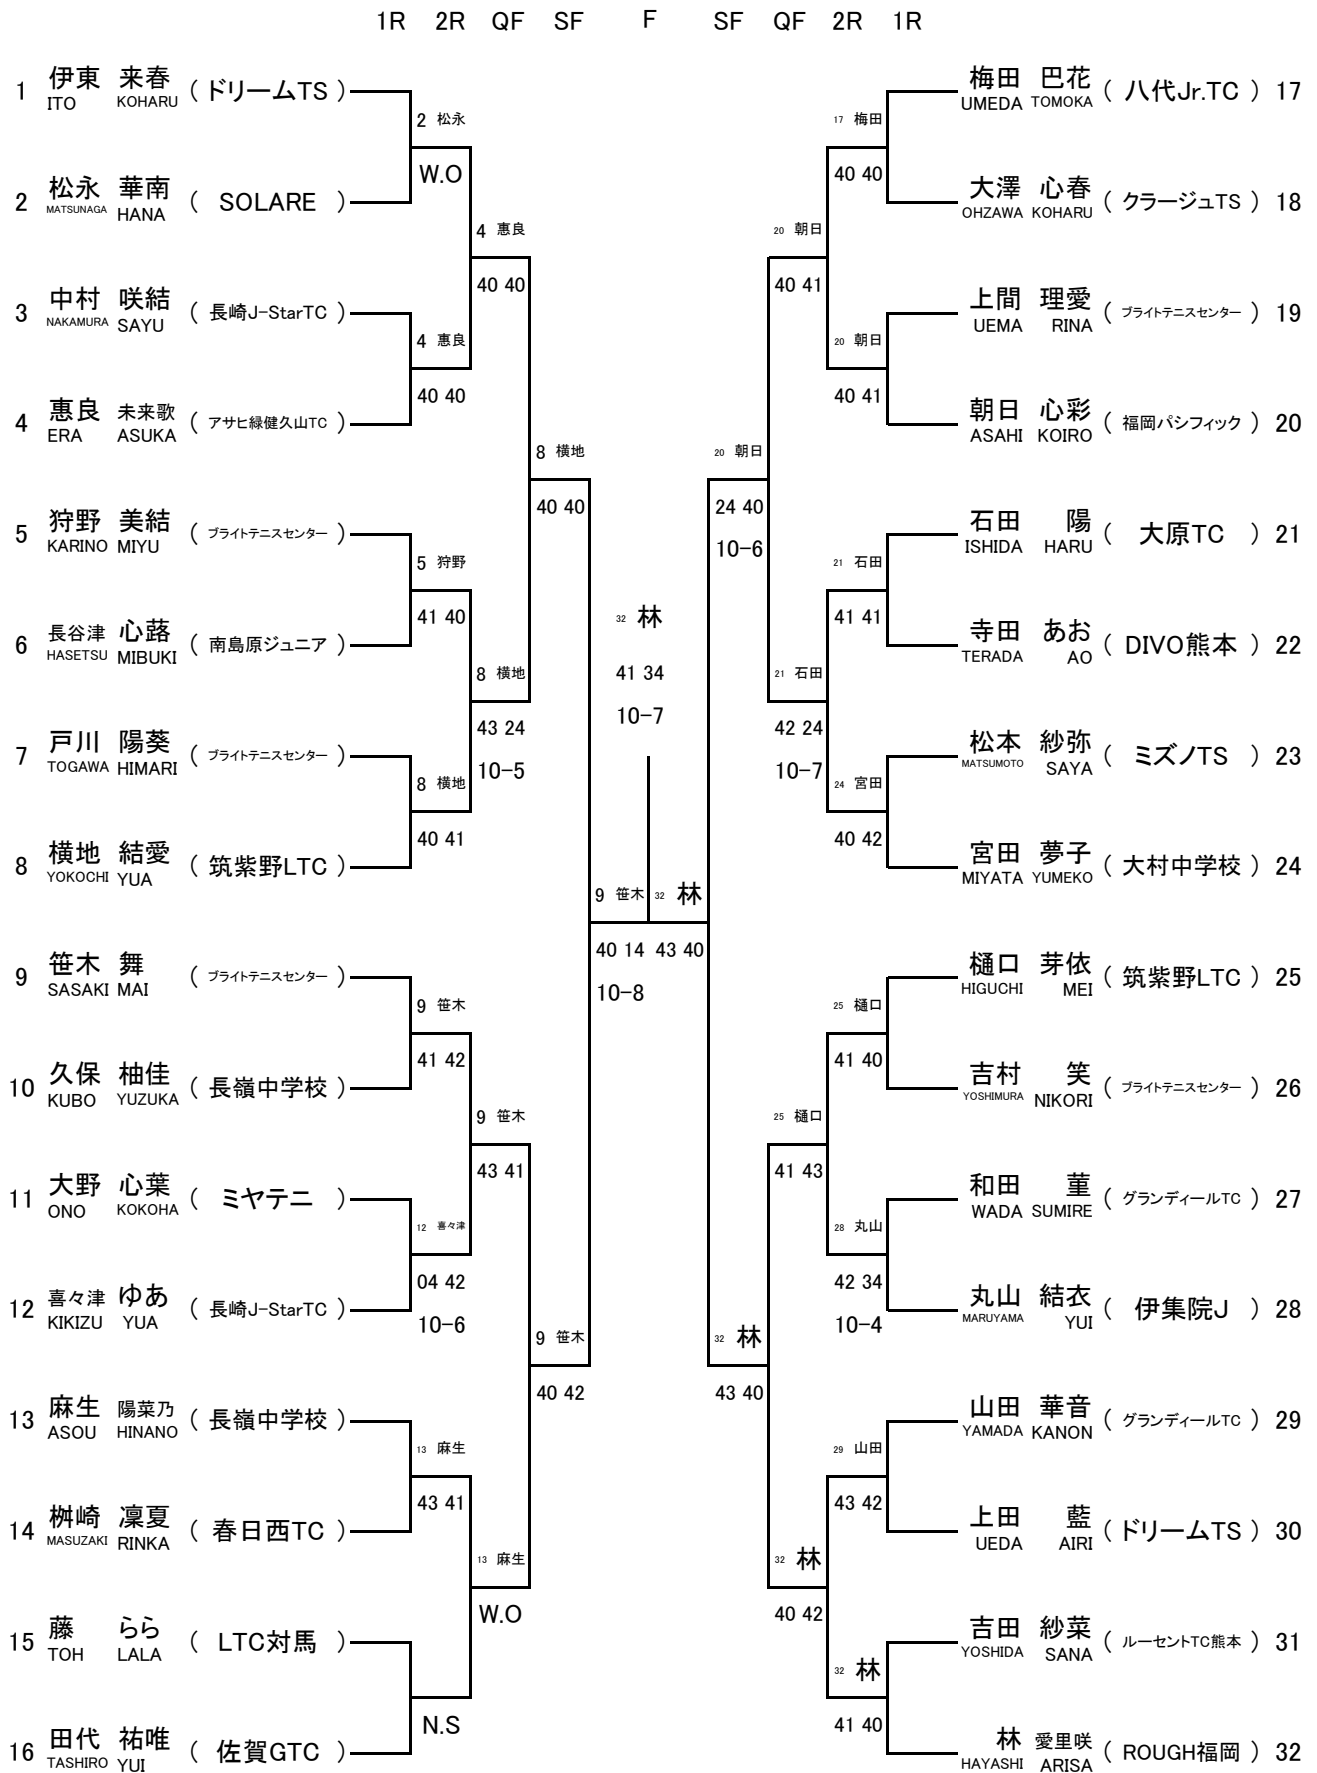 1R 2R QF SF F SF QF 2R 1R
1 伊東 来春 ( ドリームTS )
ITO KOHARU
2 松永
W.O
2 松永 華南 ( SOLARE )
MATSUNAGA HANA
4 恵良
40 40
3 中村 咲結 ( 長崎J-StarTC )
NAKAMURA SAYU
4 恵良
40 40
4 恵良 未来歌 ( アサヒ緑健久山TC )
ERA ASUKA
8 横地
40 40
5 狩野 美結 ( ブライトテニスセンター )
KARINO MIYU
5 狩野
41 40
6 長谷津 心蕗 ( 南島原ジュニア )
HASETSU MIBUKI
8 横地
43 24
10-5
7 戸川 陽葵 ( ブライトテニスセンター )
TOGAWA HIMARI
8 横地
40 41
8 横地 結愛 ( 筑紫野LTC )
YOKOCHI YUA
9 笹木
40 14
10-8
9 笹木 舞 ( ブライトテニスセンター )
SASAKI MAI
9 笹木
41 42
10 久保 柚佳 ( 長嶺中学校 )
KUBO YUZUKA
9 笹木
43 41
11 大野 心葉 ( ミヤテニ )
ONO KOKOHA
12 喜々津
04 42
10-6
12 喜々津 ゆあ ( 長崎J-StarTC )
KIKIZU YUA
9 笹木
40 42
13 麻生 陽菜乃 ( 長嶺中学校 )
ASOU HINANO
13 麻生
43 41
14 桝崎 凜夏 ( 春日西TC )
MASUZAKI RINKA
13 麻生
W.O
15 藤 らら ( LTC対馬 )
TOH LALA
N.S
16 田代 祐唯 ( 佐賀GTC )
TASHIRO YUI
32 林
41 34
10-7
梅田 巴花 ( 八代Jr.TC ) 17
UMEDA TOMOKA
17 梅田
40 40
大澤 心春 ( クラージュTS ) 18
OHZAWA KOHARU
20 朝日
40 41
上間 理愛 ( ブライトテニスセンター ) 19
UEMA RINA
20 朝日
40 41
朝日 心彩 ( 福岡パシフィック ) 20
ASAHI KOIRO
20 朝日
24 40
10-6
石田 陽 ( 大原TC ) 21
ISHIDA HARU
21 石田
41 41
寺田 あお ( DIVO熊本 ) 22
TERADA AO
21 石田
42 24
10-7
松本 紗弥 ( ミズノTS ) 23
MATSUMOTO SAYA
24 宮田
40 42
宮田 夢子 ( 大村中学校 ) 24
MIYATA YUMEKO
32 林
43 40
樋口 芽依 ( 筑紫野LTC ) 25
HIGUCHI MEI
25 樋口
41 40
吉村 笑 ( ブライトテニスセンター ) 26
YOSHIMURA NIKORI
25 樋口
41 43
和田 菫 ( グランディールTC ) 27
WADA SUMIRE
28 丸山
42 34
10-4
丸山 結衣 ( 伊集院J ) 28
MARUYAMA YUI
32 林
43 40
山田 華音 ( グランディールTC ) 29
YAMADA KANON
29 山田
43 42
上田 藍 ( ドリームTS ) 30
UEDA AIRI
32 林
40 42
吉田 紗菜 ( ルーセントTC熊本 ) 31
YOSHIDA SANA
32 林
41 40
林 愛里咲 ( ROUGH福岡 ) 32
HAYASHI ARISA